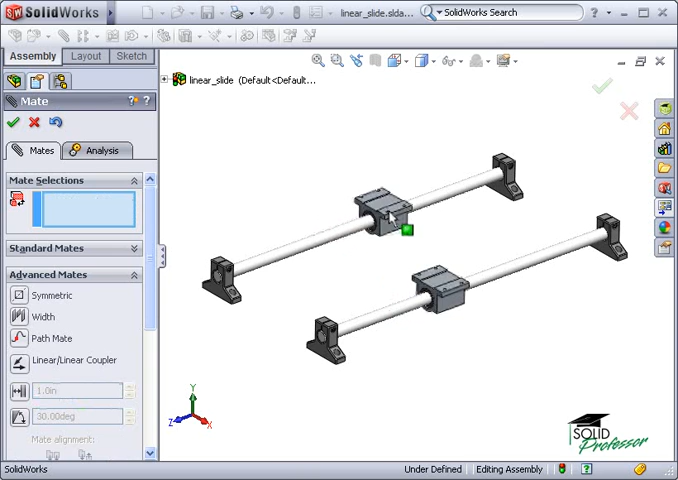 SolidWorks
linear_slide.slda...
SolidWorks Search
?
Assembly
Layout
Sketch
linear_slide (Default<Default...
Mate
? ?
Mates
Analysis
Mate Selections
Standard Mates
Advanced Mates
Symmetric
Width
Path Mate
Linear/Linear Coupler
1.0in
30.00deg
Mate alignment:
Y
Z
X
SOLID
Professor
SolidWorks
Under Defined
Editing Assembly
?